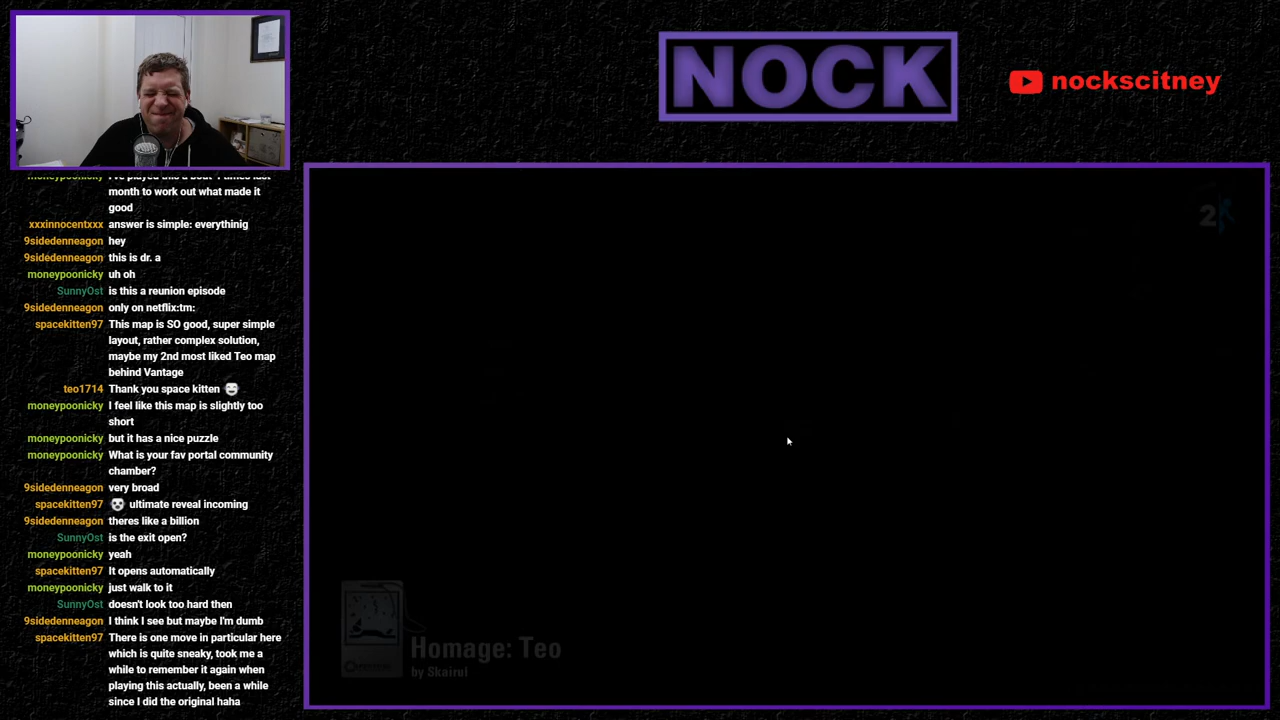 NOCK
nockscitney
month to work out what made it
good
xxxinnocentxxx answer is simple: everythinig
9sidedenneagon hey
9sidedenneagon this is dr. a
moneypoonicky uh oh
SunnyOst is this a reunion episode
9sidedenneagon only on netflix:tm:
spacekitten97 This map is SO good, super simple
layout, rather complex solution,
maybe my 2nd most liked Teo map
behind Vantage
teo1714 Thank you space kitten
moneypoonicky I feel like this map is slightly too
short
moneypoonicky but it has a nice puzzle
moneypoonicky What is your fav portal community
chamber?
9sidedenneagon very broad
spacekitten97 ultimate reveal incoming
9sidedenneagon theres like a billion
SunnyOst is the exit open?
moneypoonicky yeah
spacekitten97 It opens automatically
moneypoonicky just walk to it
SunnyOst doesn't look too hard then
9sidedenneagon I think I see but maybe I'm dumb
spacekitten97 There is one move in particular here
which is quite sneaky, took me a
while to remember it again when
playing this actually, been a while
since I did the original haha
2
Homage: Teo
by Skairul